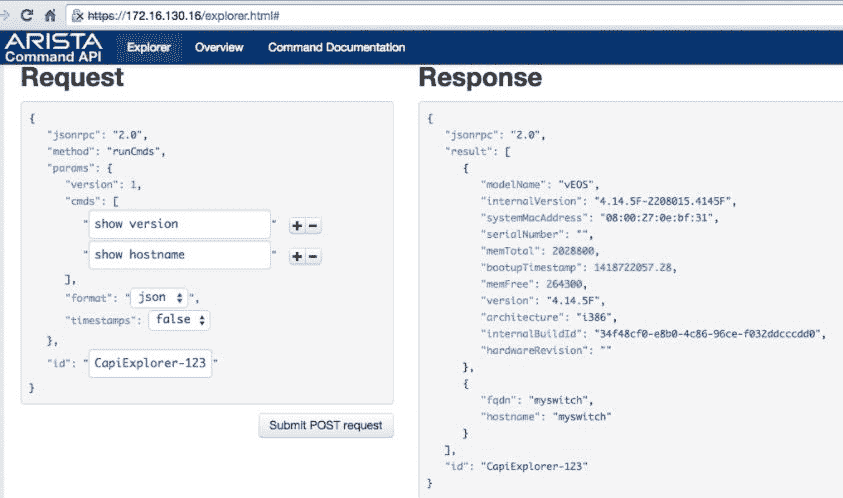 https://172.16.130.16/explorer.html#
ARISTA
Command API
Explorer Overview Command Documentation
Request
{
"jsonrpc": "2.0",
"method": "runCmds",
"params": {
"version": 1,
"cmds": [
"show version" + −
"show hostname" + −
],
"format": "json",
"timestamps": false
},
"id": "CapiExplorer-123"
}
Submit POST request
Response
{
"jsonrpc": "2.0",
"result": [
{
"modelName": "vEOS",
"internalVersion": "4.14.5F-2208015.4145F",
"systemMacAddress": "08:00:27:0e:bf:31",
"serialNumber": "",
"memTotal": 2028800,
"bootupTimestamp": 1418722057.28,
"memFree": 264300,
"version": "4.14.5F",
"architecture": "i386",
"internalBuildId": "34f48cf0-e8b0-4c86-96ce-f032ddcccdd0",
"hardwareRevision": ""
},
{
"fqdn": "myswitch",
"hostname": "myswitch"
}
],
"id": "CapiExplorer-123"
}